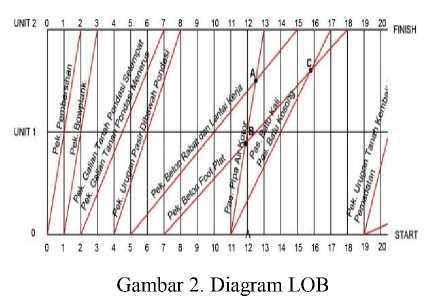 0 1 2 3 4 5 6 7 8 9 10 11 12 13 14 15 16 17 18 19 20
UNIT 2
FINISH
Pek. Pembersihan
Pek. Bowplank
Pek. Galian Tanah Pondasi Setempat
Pek. Galian Tanah Pondasi Menerus
Pek. Urugan Pasir Dibawah Pondasi
Pek. Beton Rabat dan Lantai Kerja
Pek. Beton Foot Plat
Pas. Pipa Air Kotor
Pas. Batu Kali
Pas. Batu Kosong
Pek. Urugan Tanah Kembali
Pemadatan
A
B
C
UNIT 1
0
START
0 1 2 3 4 5 6 7 8 9 10 11 12 13 14 15 16 17 18 19 20
Gambar 2. Diagram LOB